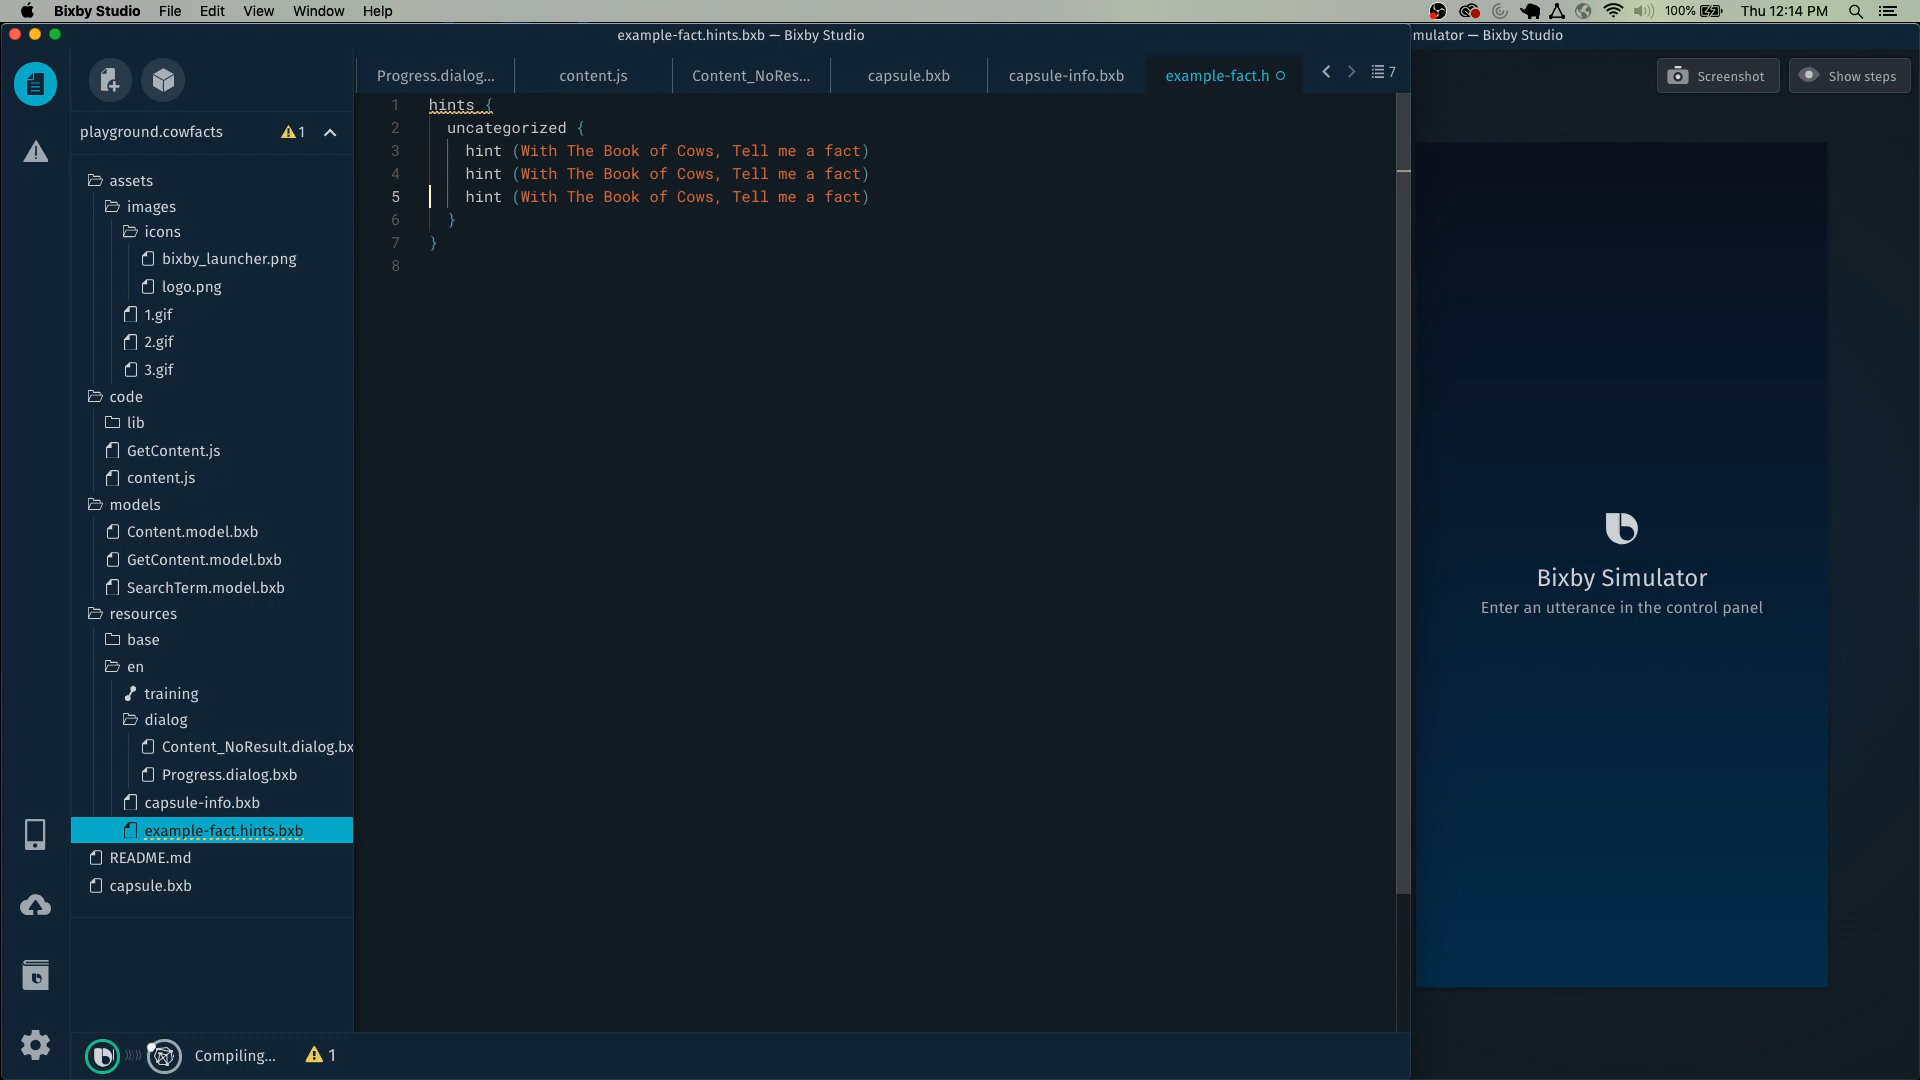 Bixby Studio File Edit View Window Help
100% Thu 12:14 PM
example-fact.hints.bxb — Bixby Studio
mulator — Bixby Studio
Progress.dialog... content.js Content_NoRes... capsule.bxb capsule-info.bxb example-fact.h 7
Screenshot Show steps
playground.cowfacts 1
assets
images
icons
bixby_launcher.png
logo.png
1.gif
2.gif
3.gif
code
lib
GetContent.js
content.js
models
Content.model.bxb
GetContent.model.bxb
SearchTerm.model.bxb
resources
base
en
training
dialog
Content_NoResult.dialog.bx
Progress.dialog.bxb
capsule-info.bxb
example-fact.hints.bxb
README.md
capsule.bxb
1 hints {
2 uncategorized {
3 hint (With The Book of Cows, Tell me a fact)
4 hint (With The Book of Cows, Tell me a fact)
5 hint (With The Book of Cows, Tell me a fact)
6 }
7 }
8
Bixby Simulator
Enter an utterance in the control panel
Compiling... 1